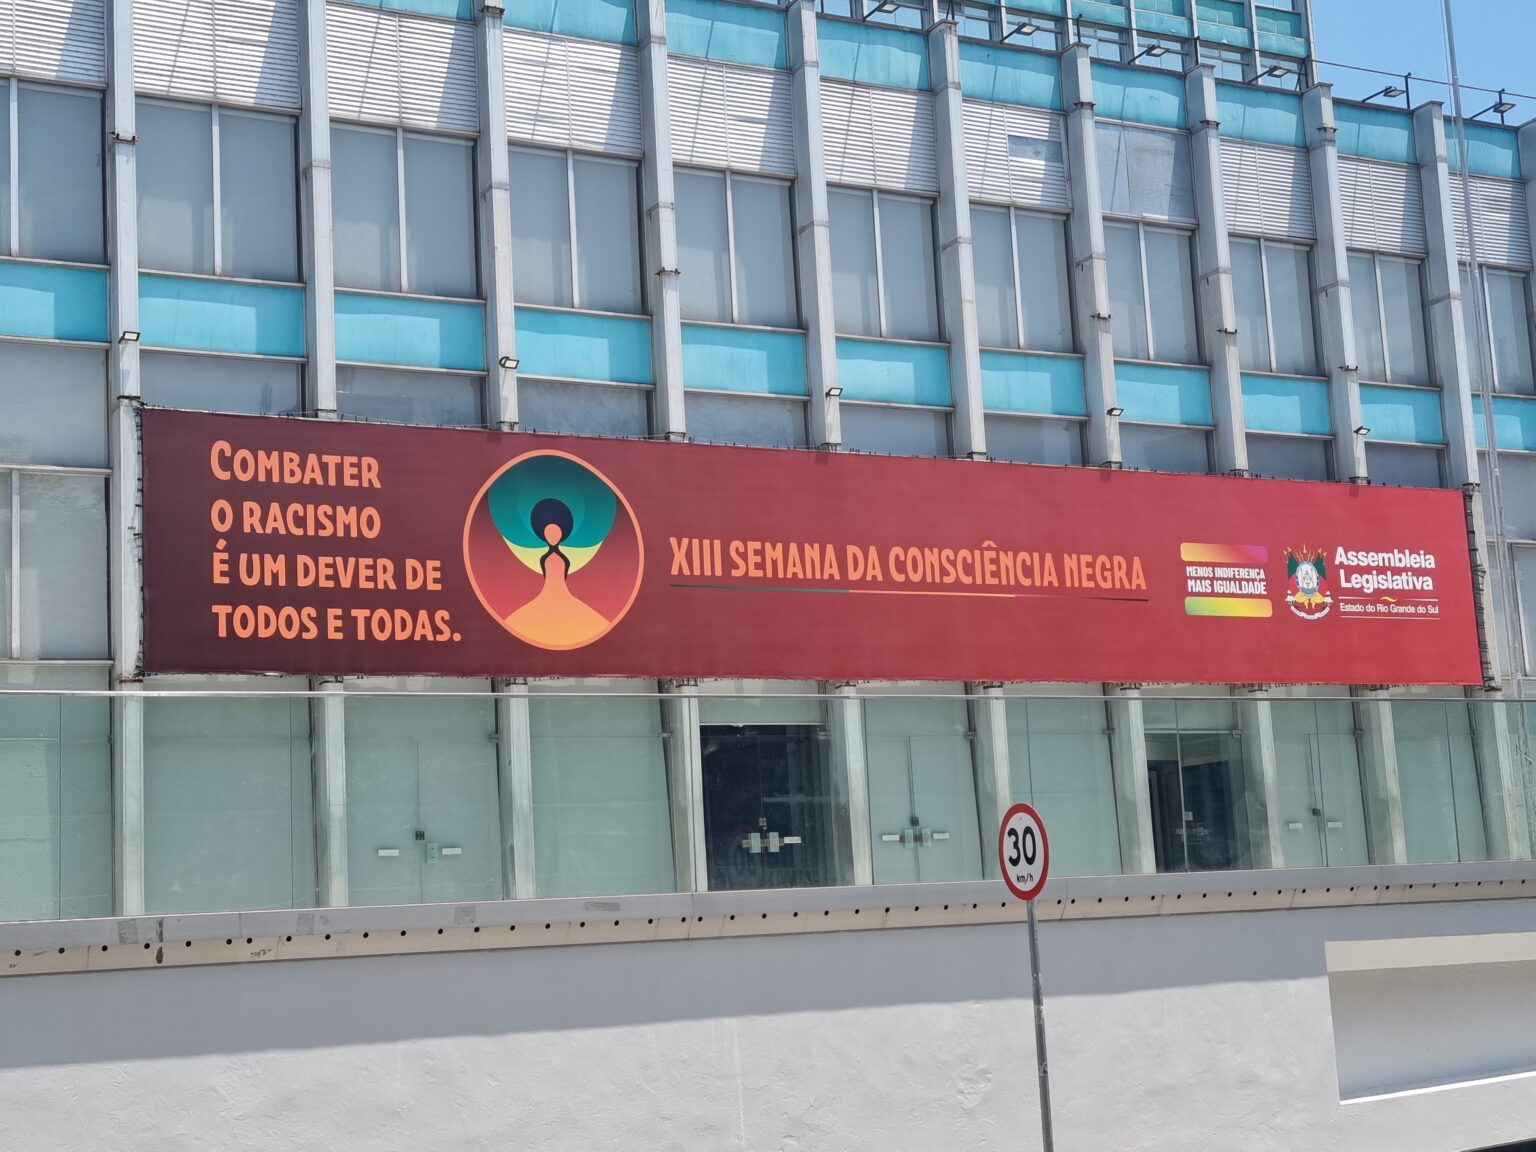 COMBATER
O RACISMO
É UM DEVER DE
TODOS E TODAS.
XIII SEMANA DA CONSCIÊNCIA NEGRA
MENOS INDIFERENÇA
MAIS IGUALDADE
Assembleia
Legislativa
Estado do Rio Grande do Sul
30
km/h